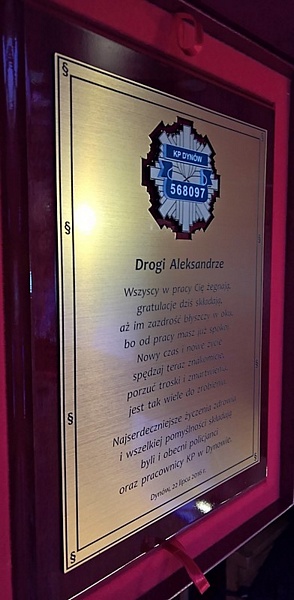 KP DYNÓW
568097
Drogi Aleksandrze
Wszyscy w pracy Cię żegnają,
gratulacje dziś składają,
aż im zazdrość błyszczy w oku,
bo od pracy masz już spokój.
Nowy czas i nowe życie
spędzaj teraz znakomicie,
porzuć troski i zmartwienia,
jest tak wiele do zrobienia.
Najserdeczniejsze życzenia zdrowia
i wszelkiej pomyślności składają
byli i obecni policjanci
oraz pracownicy KP w Dynowie.
Dynów, 22 lipca 2016 r.